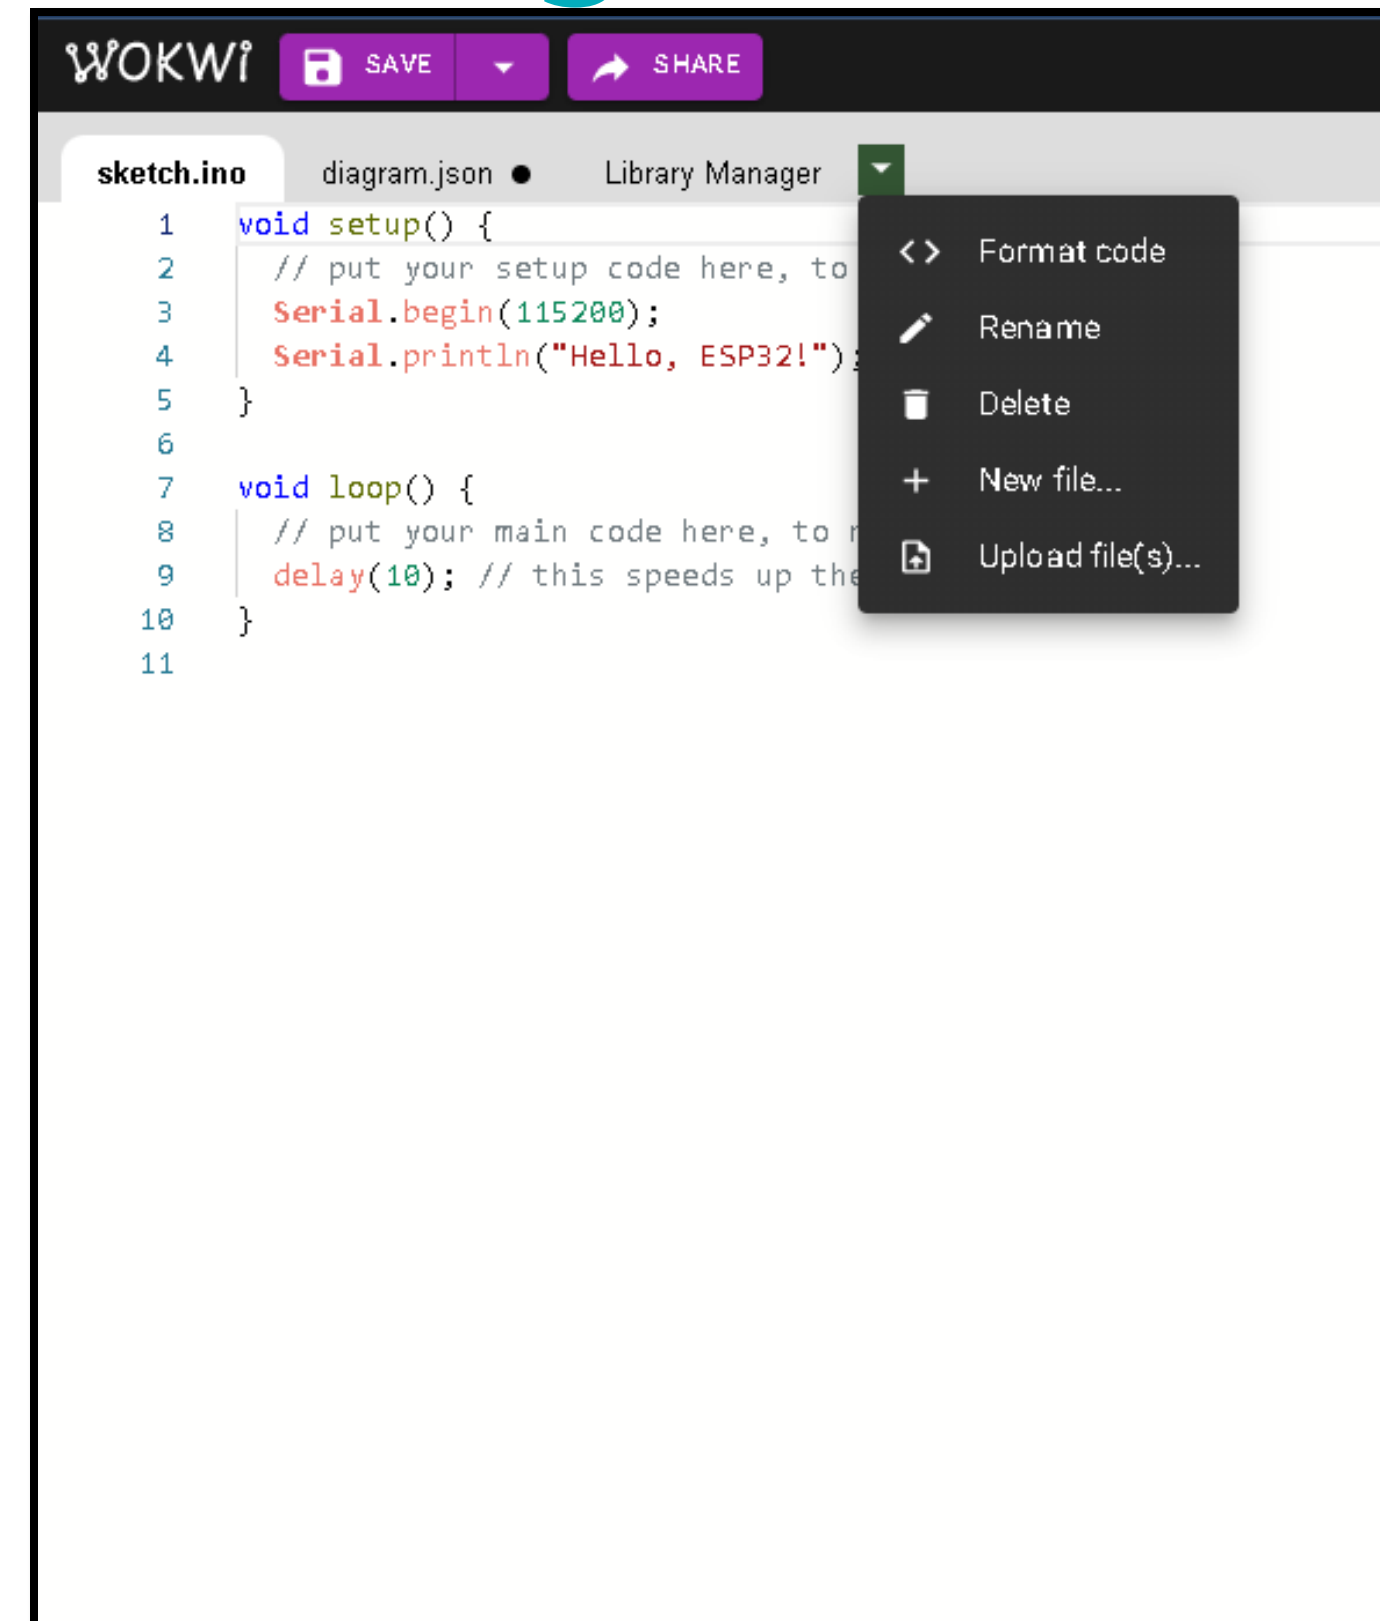 WOKWI SAVE SHARE
sketch.ino diagram.json ● Library Manager
1 void setup() {
2 // put your setup code here, to
3 Serial.begin(115200);
4 Serial.println("Hello, ESP32!");
5 }
6
7 void loop() {
8 // put your main code here, to
9 delay(10); // this speeds up the
10 }
11
Format code
Rename
Delete
New file...
Upload file(s)...